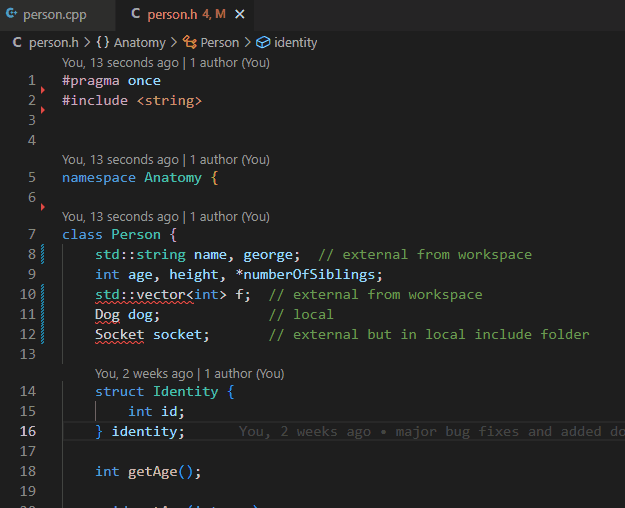 person.cpp person.h 4, M
person.h > {} Anatomy > Person > identity
You, 13 seconds ago | 1 author (You)
1 #pragma once
2 #include <string>
3
4
You, 13 seconds ago | 1 author (You)
5 namespace Anatomy {
6
You, 13 seconds ago | 1 author (You)
7 class Person {
8 std::string name, george; // external from workspace
9 int age, height, *numberOfSiblings;
10 std::vector<int> f; // external from workspace
11 Dog dog; // local
12 Socket socket; // external but in local include folder
13
You, 2 weeks ago | 1 author (You)
14 struct Identity {
15 int id;
16 } identity; You, 2 weeks ago • major bug fixes and added do
17
18 int getAge();
19